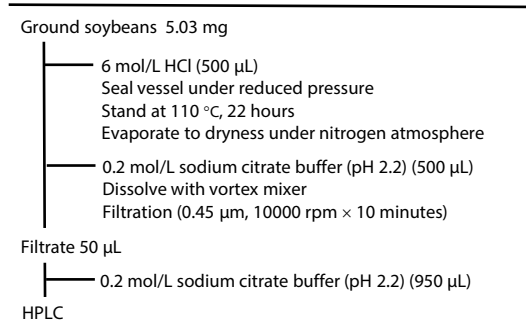 Ground soybeans 5.03 mg
6 mol/L HCl (500 µL)
Seal vessel under reduced pressure
Stand at 110 °C, 22 hours
Evaporate to dryness under nitrogen atmosphere
0.2 mol/L sodium citrate buffer (pH 2.2) (500 µL)
Dissolve with vortex mixer
Filtration (0.45 µm, 10000 rpm × 10 minutes)
Filtrate 50 µL
0.2 mol/L sodium citrate buffer (pH 2.2) (950 µL)
HPLC